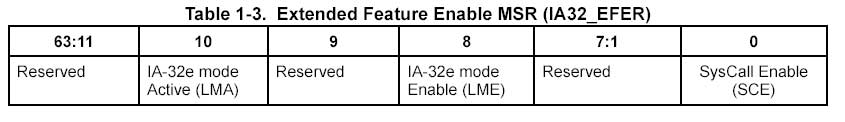 Table 1-3. Extended Feature Enable MSR (IA32_EFER)
63:11 10 9 8 7:1 0
Reserved IA-32e mode Reserved IA-32e mode Reserved SysCall Enable
Active (LMA) Enable (LME) (SCE)